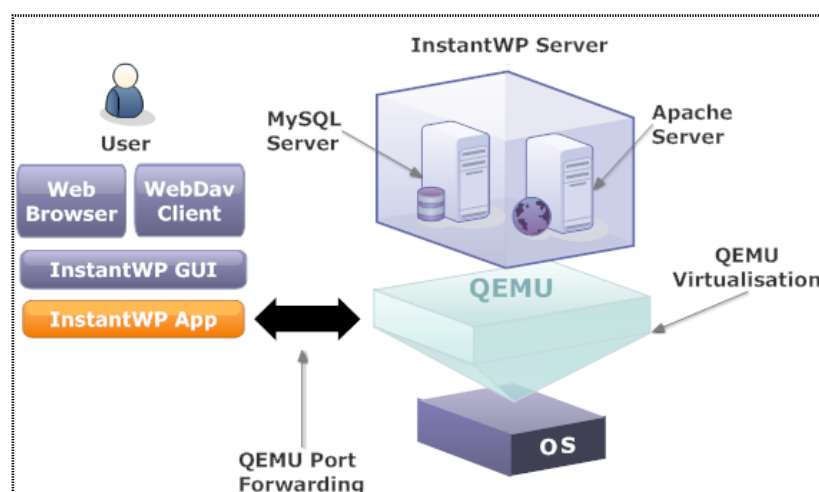 InstantWP Server
User
MySQL
Server
Apache
Server
Web
Browser
WebDav
Client
InstantWP GUI
InstantWP App
QEMU
QEMU
Virtualisation
OS
QEMU Port
Forwarding